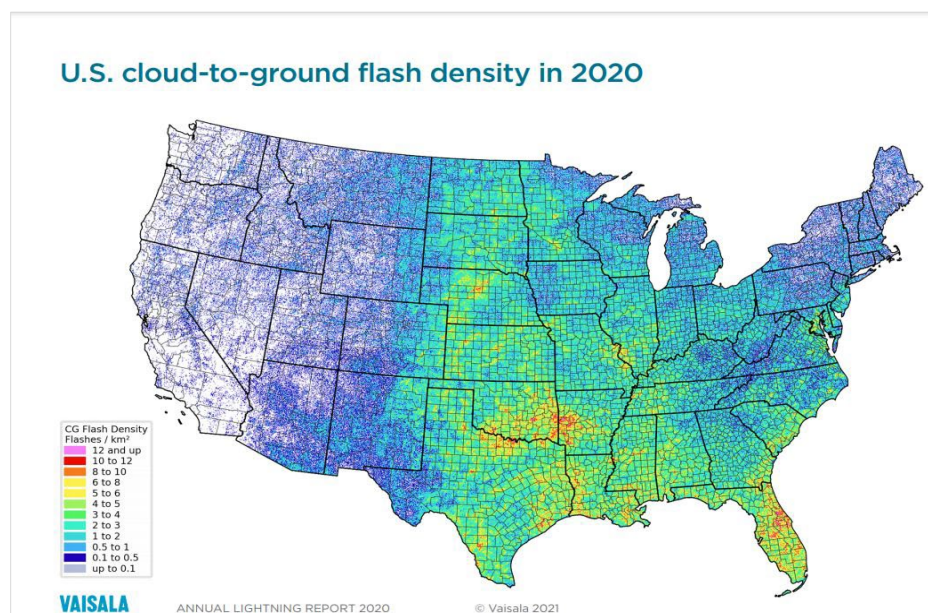 U.S. cloud-to-ground flash density in 2020
CG Flash Density
Flashes / km²
12 and up
10 to 12
8 to 10
6 to 8
5 to 6
4 to 5
3 to 4
2 to 3
1 to 2
0.5 to 1
0.1 to 0.5
up to 0.1
VAISALA
ANNUAL LIGHTNING REPORT 2020
© Vaisala 2021